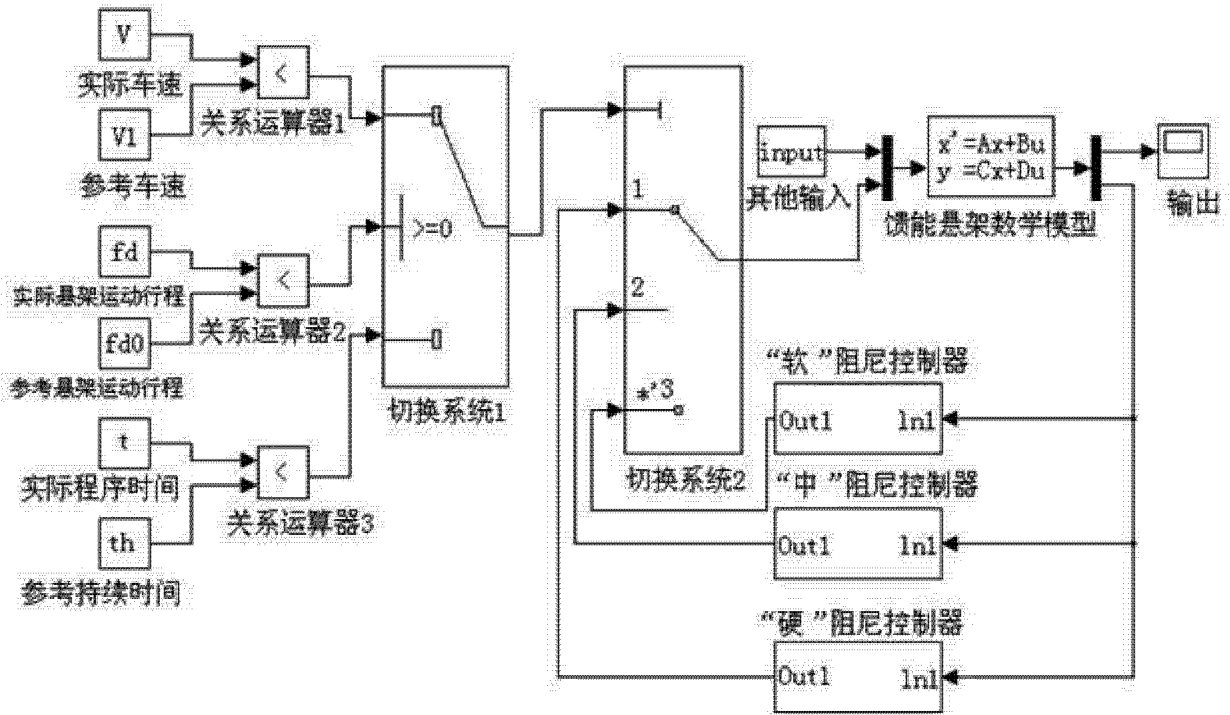 V
实际车速
V1
参考车速
<
关系运算器1
fd
实际悬架运动行程
fd0
参考悬架运动行程
<
关系运算器2
t
实际程序时间
th
参考持续时间
<
关系运算器3
>=0
切换系统1
1
2
*'3
切换系统2
input
其他输入
x'=Ax+Bu
y =Cx+Du
馈能悬架数学模型
输出
“软”阻尼控制器
Out1 ln1
“中”阻尼控制器
Out1 ln1
“硬”阻尼控制器
Out1 ln1